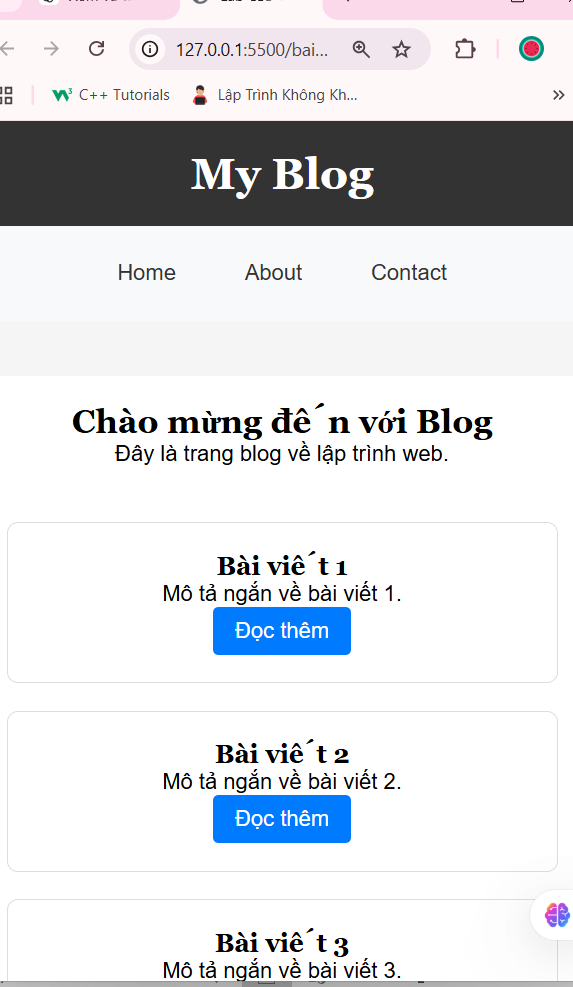 127.0.0.1:5500/bai...
C++ Tutorials
Lập Trình Không Kh...
My Blog
Home About Contact
Chào mừng đến với Blog
Đây là trang blog về lập trình web.
Bài viết 1
Mô tả ngắn về bài viết 1.
Đọc thêm
Bài viết 2
Mô tả ngắn về bài viết 2.
Đọc thêm
Bài viết 3
Mô tả ngắn về bài viết 3.